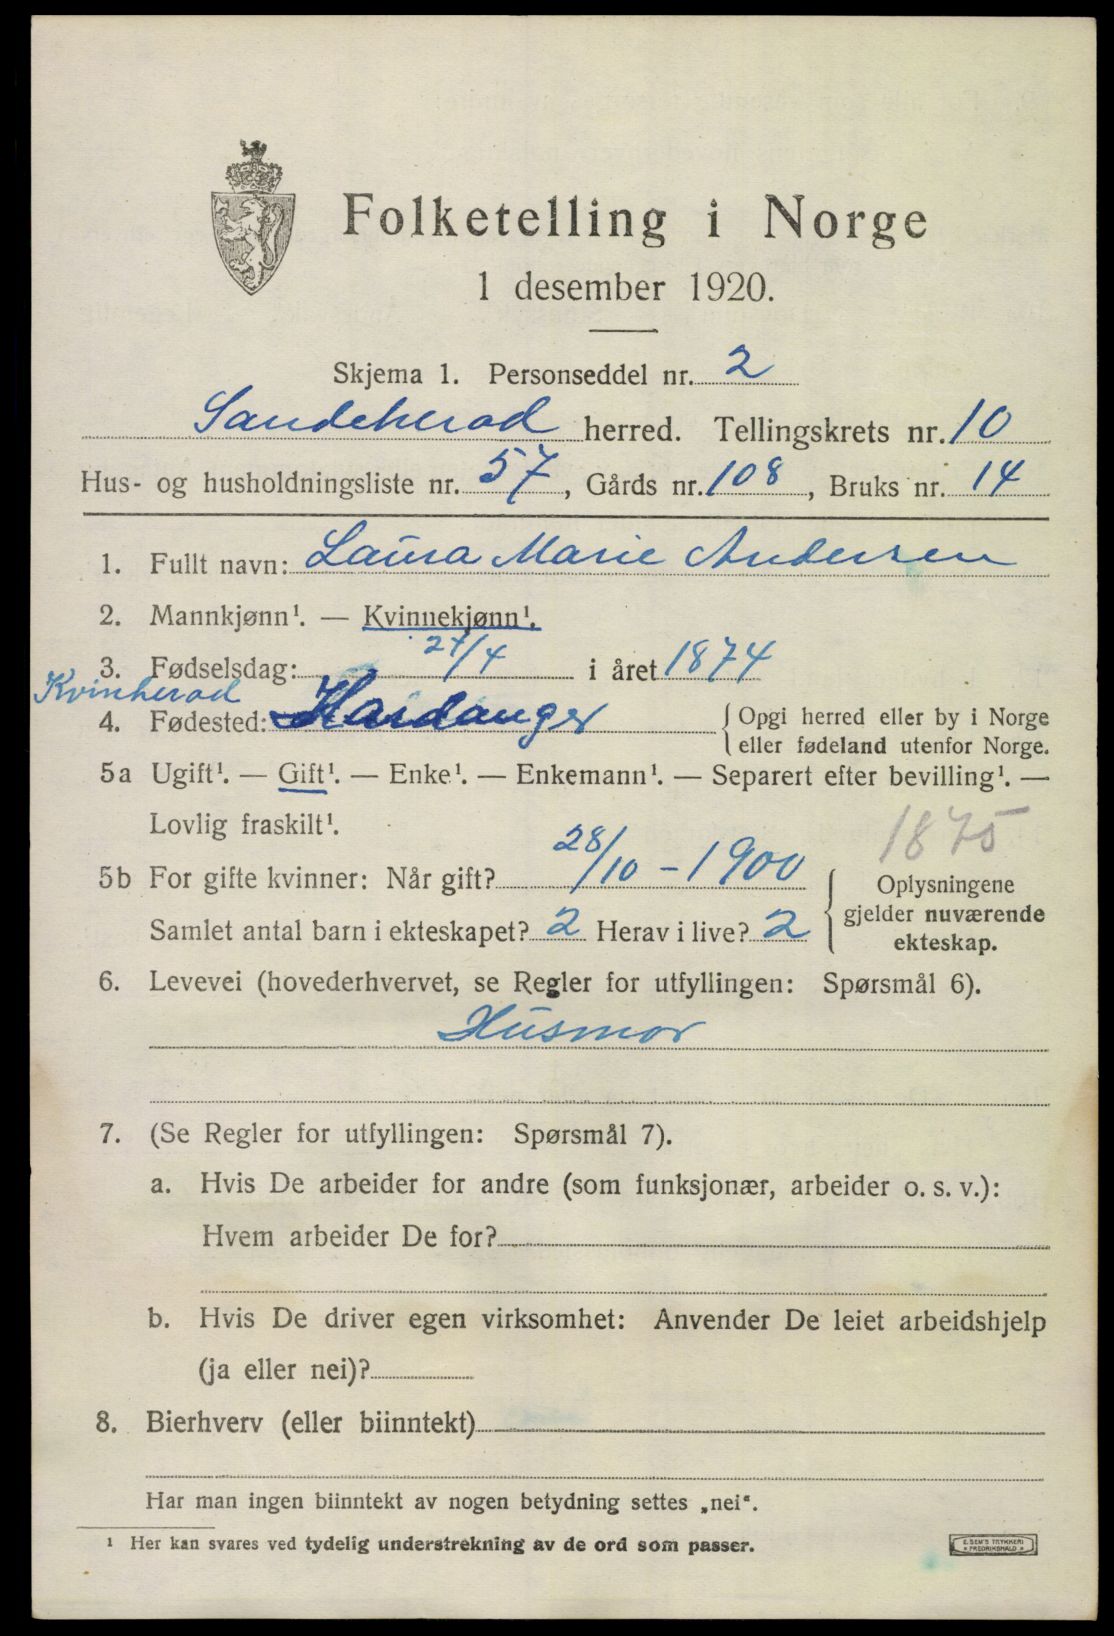 Folketelling i Norge
1 desember 1920.
Skjema 1. Personseddel nr. 2
Sandeherad herred. Tellingskrets nr. 10
Hus- og husholdningsliste nr. 57, Gårds nr. 108, Bruks nr. 14
1. Fullt navn: Laura Marie Andersen
2. Mannkjønn¹. — Kvinnekjønn¹.
3. Fødselsdag: 27/4 i året 1874
Kvinherad
4. Fødested: Hardanger { Opgi herred eller by i Norge
eller fødeland utenfor Norge.
5a Ugift¹. — Gift¹. — Enke¹. — Enkemann¹. — Separert efter bevilling¹. —
Lovlig fraskilt¹.
1875
5b For gifte kvinner: Når gift? 28/10 - 1900
Samlet antal barn i ekteskapet? 2 Herav i live? 2
{ Oplysningene
gjelder nuværende
ekteskap.
6. Levevei (hovederhvervet, se Regler for utfyllingen: Spørsmål 6).
Husmor
7. (Se Regler for utfyllingen: Spørsmål 7).
a. Hvis De arbeider for andre (som funksjonær, arbeider o. s. v.):
Hvem arbeider De for?
b. Hvis De driver egen virksomhet: Anvender De leiet arbeidshjelp
(ja eller nei)?
8. Bierhverv (eller biinntekt)
Har man ingen biinntekt av nogen betydning settes „nei“.
¹ Her kan svares ved tydelig understrekning av de ord som passer.
E. SEM'S TRYKKERI
* FREDRIKSHALD *